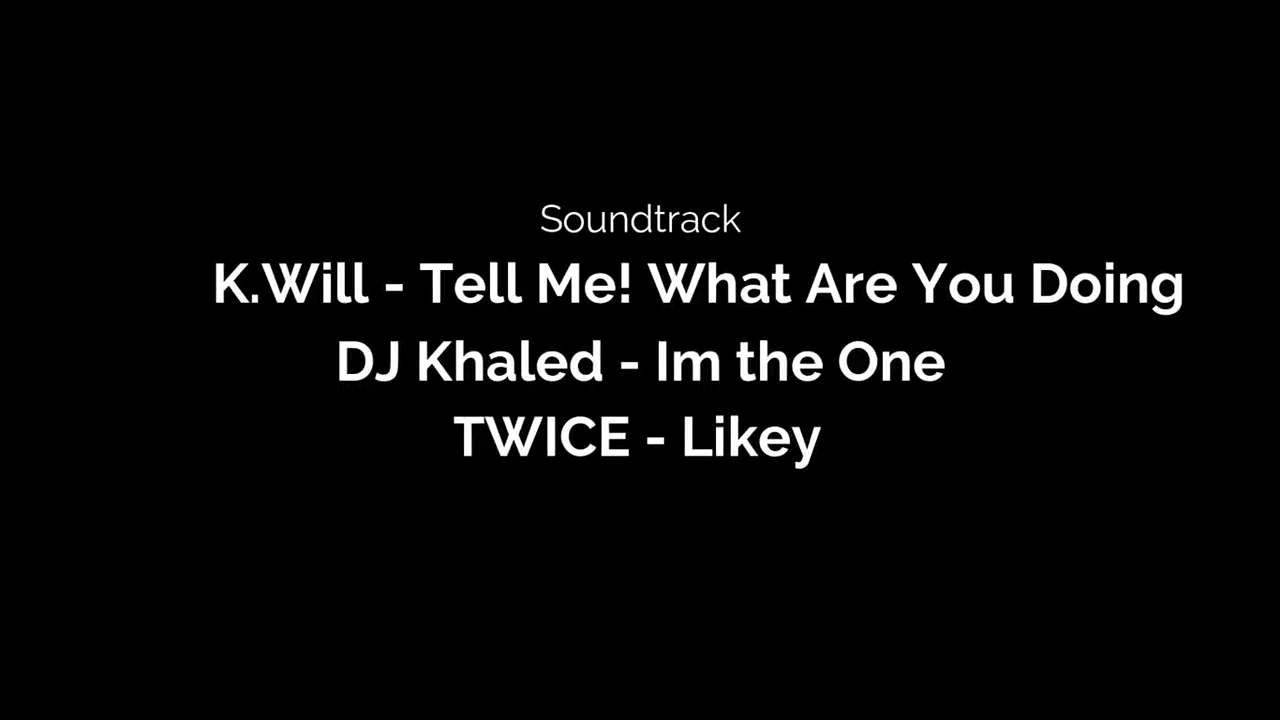 Soundtrack
K.Will - Tell Me! What Are You Doing
DJ Khaled - Im the One
TWICE - Likey